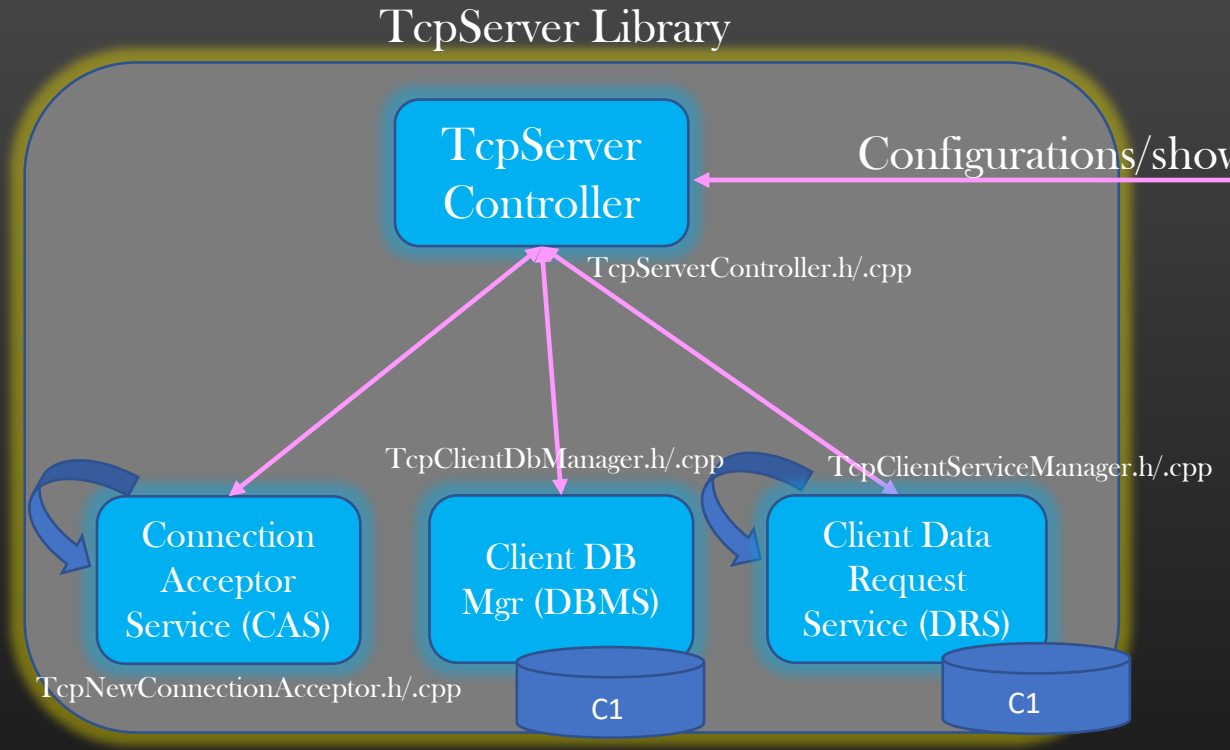 TcpServer Library
TcpServer
Controller
Configurations/show
TcpServerController.h/.cpp
TcpClientDbManager.h/.cpp
TcpClientServiceManager.h/.cpp
Connection
Acceptor
Service (CAS)
Client DB
Mgr (DBMS)
Client Data
Request
Service (DRS)
TcpNewConnectionAcceptor.h/.cpp
C1
C1